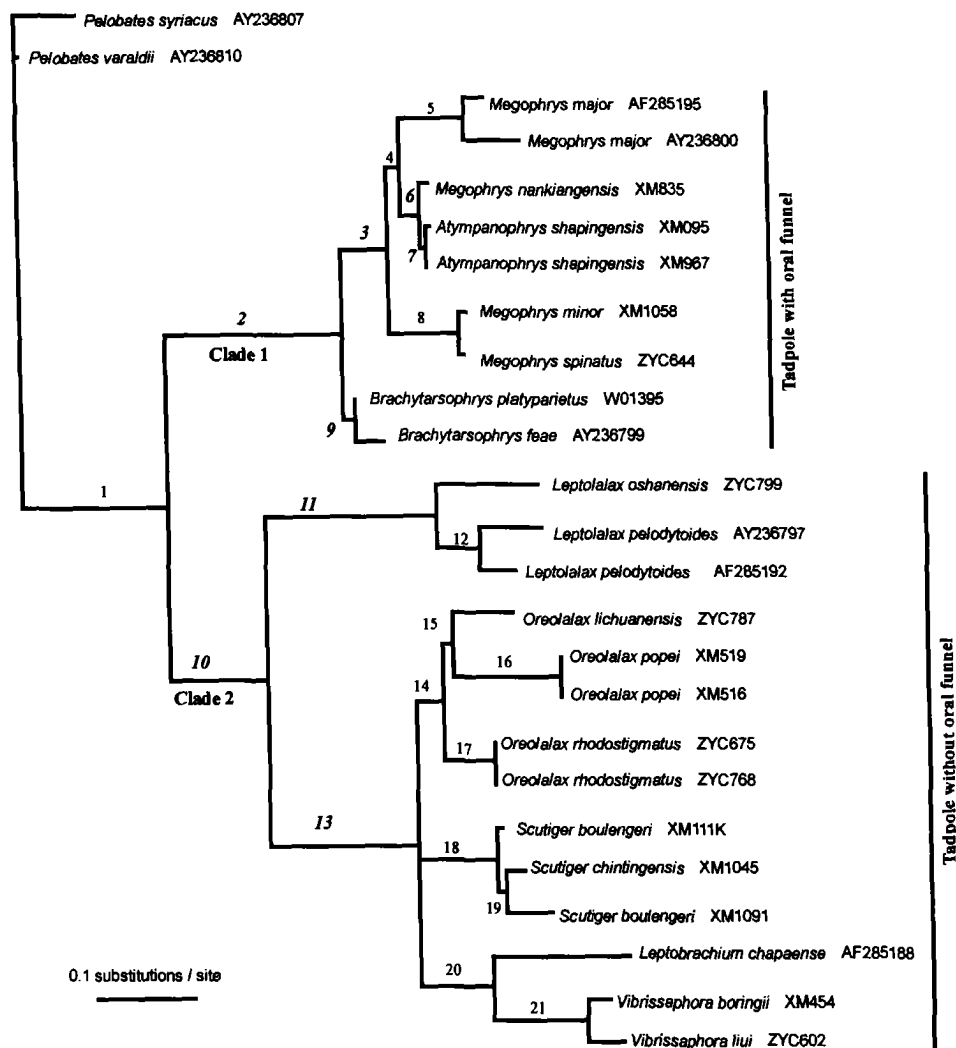 Pelobates syriacus AY236807
Pelobates varaldii AY236810
5
Megophrys major AF285195
Megophrys major AY236800
4
6
Megophrys nankiangensis XM835
Atympanophrys shapingensis XM095
3
7
Atympanophrys shapingensis XM967
Megophrys minor XM1058
2
8
Clade 1
Megophrys spinatus ZYC644
Brachytarsophrys platyparietus W01395
9
Brachytarsophrys feae AY236799
Tadpole with oral funnel
1
11
Leptolalax oshanensis ZYC799
12
Leptolalax pelodytoides AY236797
Leptolalax pelodytoides AF285192
15
Oreolalax lichuanensis ZYC787
10
16
Oreolalax popei XM519
Clade 2
14
Oreolalax popei XM516
17
Oreolalax rhodostigmatus ZYC675
Oreolalax rhodostigmatus ZYC768
13
18
Scutiger boulengeri XM111K
Scutiger chintingensis XM1045
19
Scutiger boulengeri XM1091
Tadpole without oral funnel
0.1 substitutions / site
20
Leptobrachium chapaense AF285188
21
Vibrissaphora boringii XM454
Vibrissaphora liui ZYC602